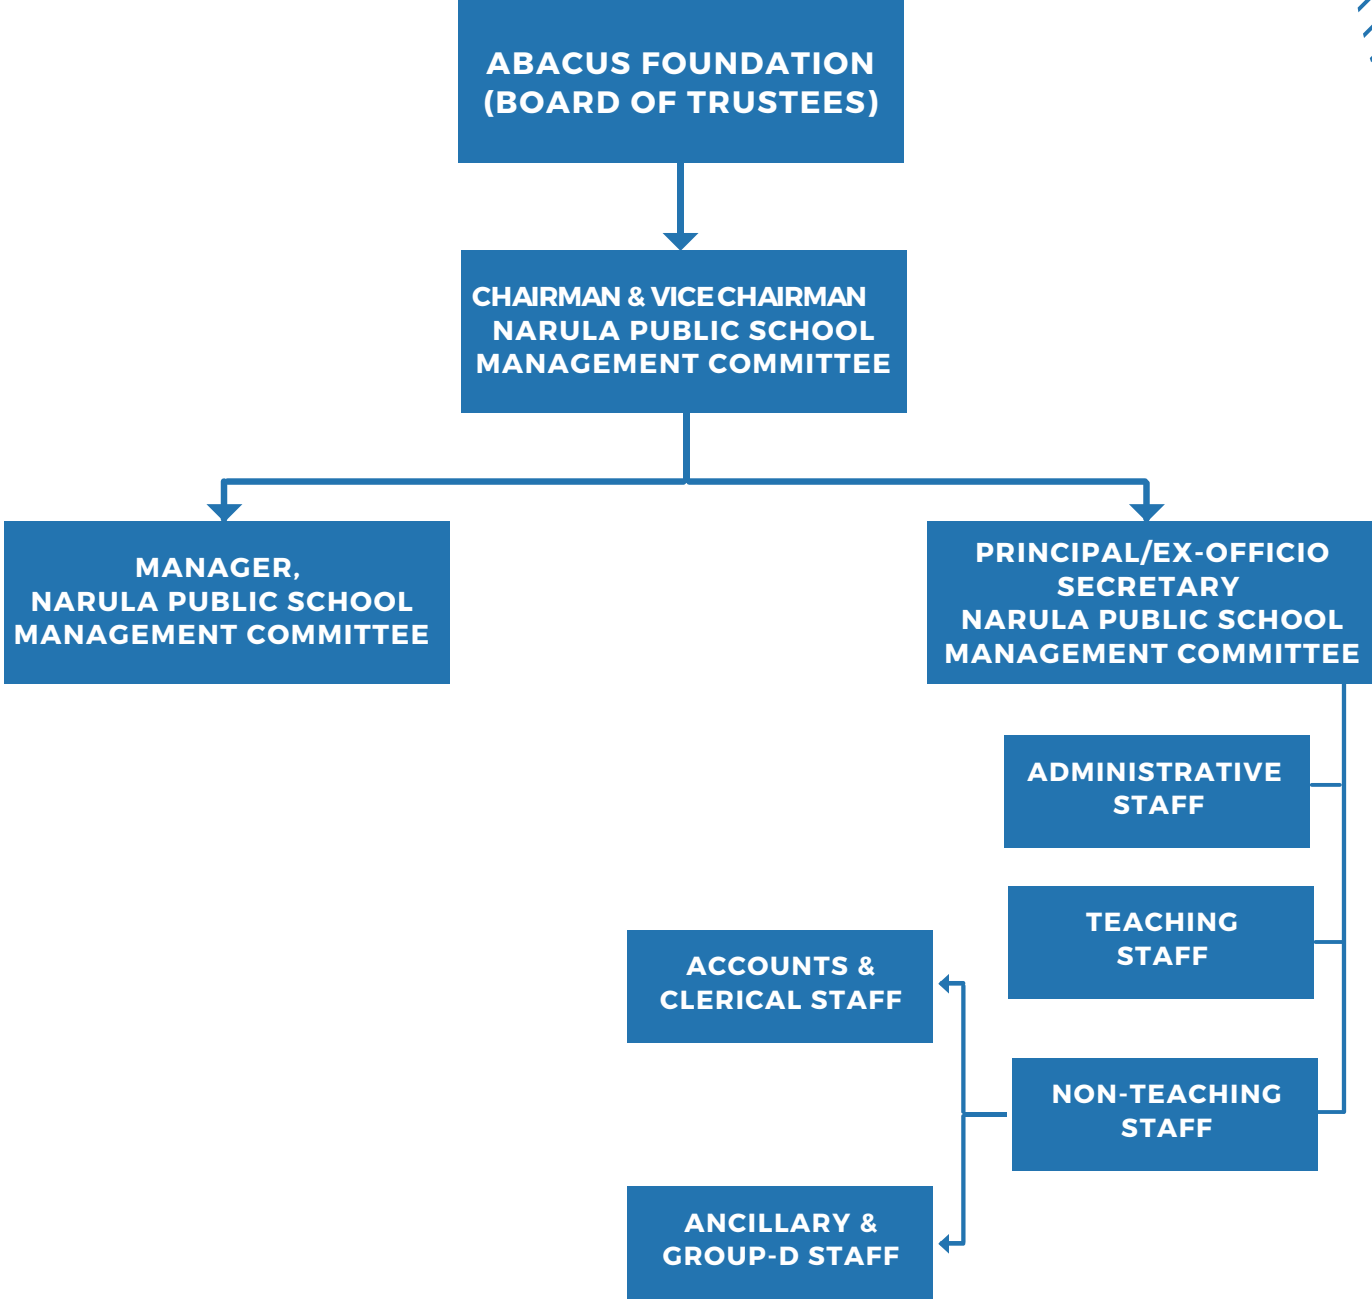 ABACUS FOUNDATION
(BOARD OF TRUSTEES)
CHAIRMAN & VICE CHAIRMAN
NARULA PUBLIC SCHOOL
MANAGEMENT COMMITTEE
MANAGER,
NARULA PUBLIC SCHOOL
MANAGEMENT COMMITTEE
PRINCIPAL/EX-OFFICIO
SECRETARY
NARULA PUBLIC SCHOOL
MANAGEMENT COMMITTEE
ADMINISTRATIVE
STAFF
TEACHING
STAFF
ACCOUNTS &
CLERICAL STAFF
NON-TEACHING
STAFF
ANCILLARY &
GROUP-D STAFF